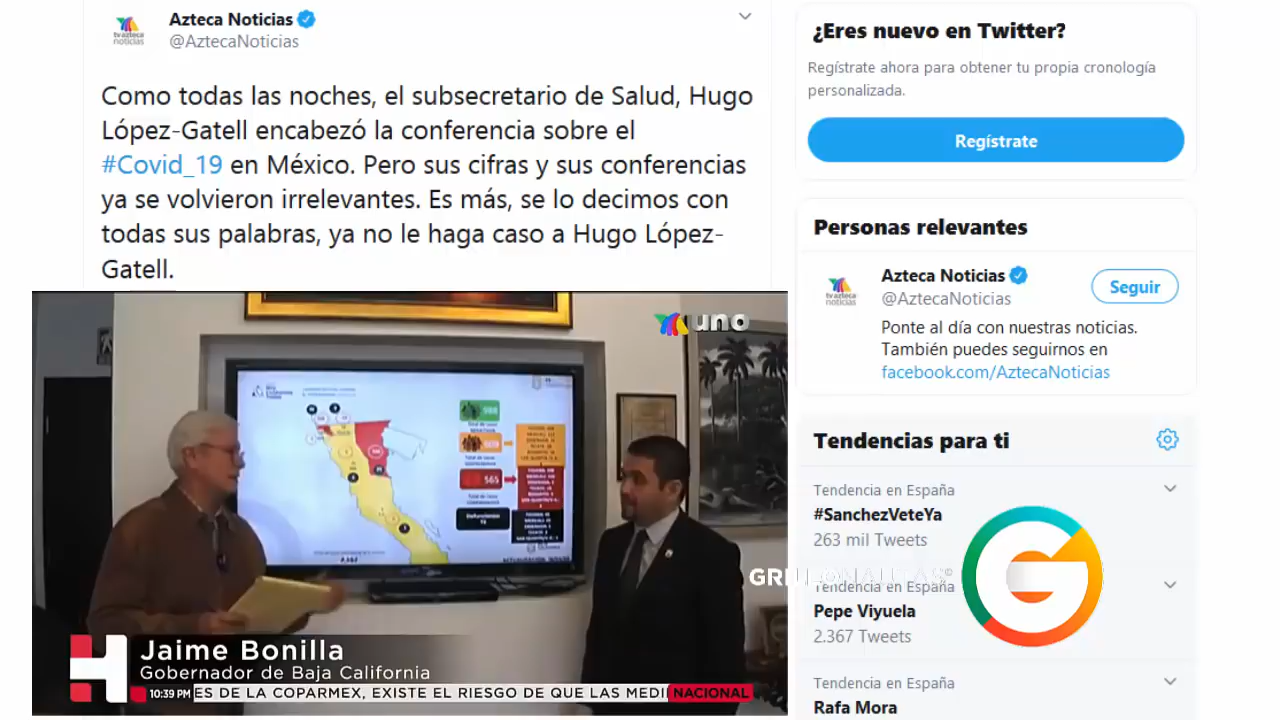 Azteca Noticias
@AztecaNoticias
tv azteca
noticias
Como todas las noches, el subsecretario de Salud, Hugo
López-Gatell encabezó la conferencia sobre el
#Covid_19 en México. Pero sus cifras y sus conferencias
ya se volvieron irrelevantes. Es más, se lo decimos con
todas sus palabras, ya no le haga caso a Hugo López-
Gatell.
uno
565
Jaime Bonilla
Gobernador de Baja California
10:39 PM ES DE LA COPARMEX, EXISTE EL RIESGO DE QUE LAS MEDI NACIONAL
¿Eres nuevo en Twitter?
Regístrate ahora para obtener tu propia cronología
personalizada.
Regístrate
Personas relevantes
Azteca Noticias
@AztecaNoticias
Seguir
tv azteca
noticias
Ponte al día con nuestras noticias.
También puedes seguirnos en
facebook.com/AztecaNoticias
Tendencias para ti
Tendencia en España
#SanchezVeteYa
263 mil Tweets
Tendencia en España
Pepe Viyuela
2.367 Tweets
Tendencia en España
Rafa Mora